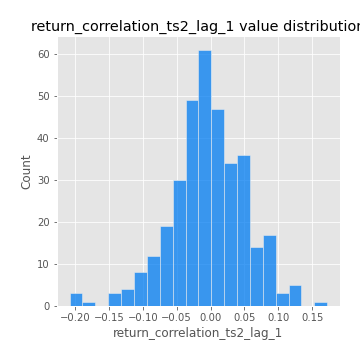 return_correlation_ts2_lag_1 value distribution
60
50
40
30
20
10
0
Count
−0.20 −0.15 −0.10 −0.05 0.00 0.05 0.10 0.15
return_correlation_ts2_lag_1